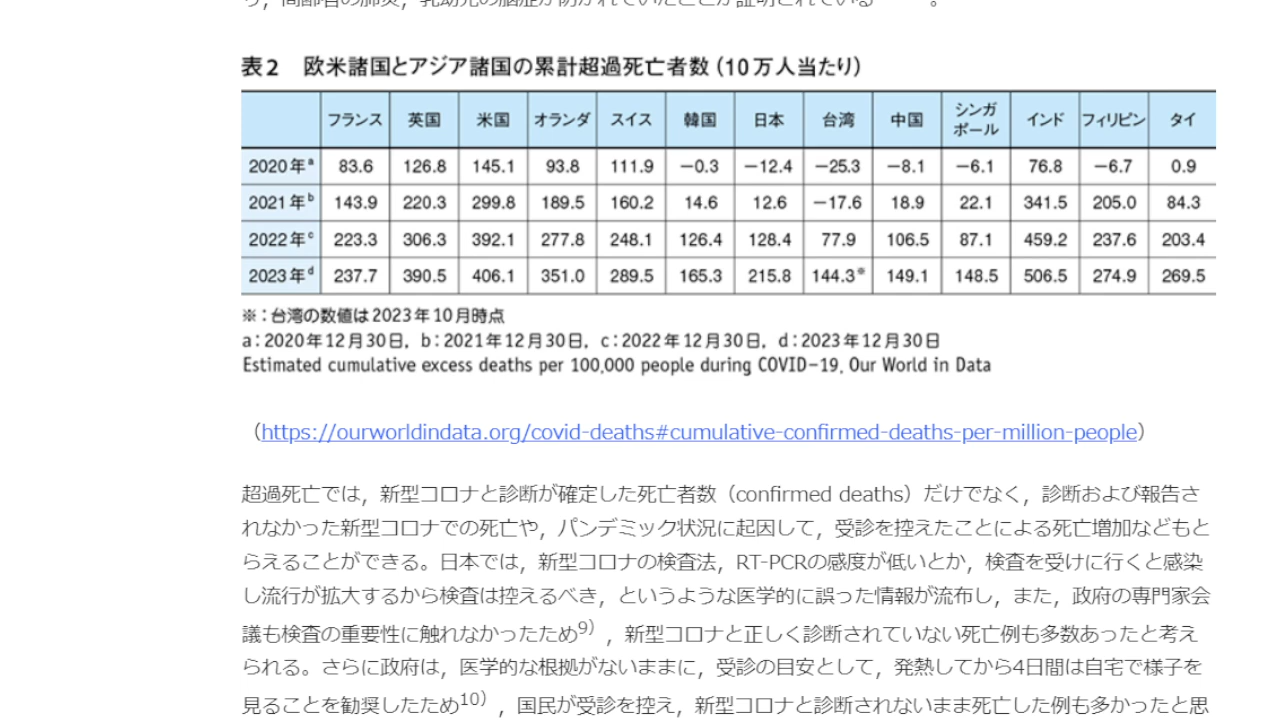 表2 欧米諸国とアジア諸国の累計超過死亡者数（10万人当たり）
フランス 英国 米国 オランダ スイス 韓国 日本 台湾 中国 シンガポール インド フィリピン タイ
2020年a 83.6 126.8 145.1 93.8 111.9 −0.3 −12.4 −25.3 −8.1 −6.1 76.8 −6.7 0.9
2021年b 143.9 220.3 299.8 189.5 160.2 14.6 12.6 −17.6 18.9 22.1 341.5 205.0 84.3
2022年c 223.3 306.3 392.1 277.8 248.1 126.4 128.4 77.9 106.5 87.1 459.2 237.6 203.4
2023年d 237.7 390.5 406.1 351.0 289.5 165.3 215.8 144.3※ 149.1 148.5 506.5 274.9 269.5
※：台湾の数値は2023年10月時点
a：2020年12月30日，b：2021年12月30日，c：2022年12月30日，d：2023年12月30日
Estimated cumulative excess deaths per 100,000 people during COVID−19, Our World in Data
（https://ourworldindata.org/covid-deaths#cumulative-confirmed-deaths-per-million-people）
超過死亡では，新型コロナと診断が確定した死亡者数（confirmed deaths）だけでなく，診断および報告さ
れなかった新型コロナでの死亡や，パンデミック状況に起因して，受診を控えたことによる死亡増加などもと
らえることができる。日本では，新型コロナの検査法，RT-PCRの感度が低いとか，検査を受けに行くと感染
し流行が拡大するから検査は控えるべき，というような医学的に誤った情報が流布し，また，政府の専門家会
議も検査の重要性に触れなかったため9），新型コロナと正しく診断されていない死亡例も多数あったと考え
られる。さらに政府は，医学的な根拠がないままに，受診の目安として，発熱してから4日間は自宅で様子を
見ることを勧奨したため10），国民が受診を控え，新型コロナと診断されないまま死亡した例も多かったと思